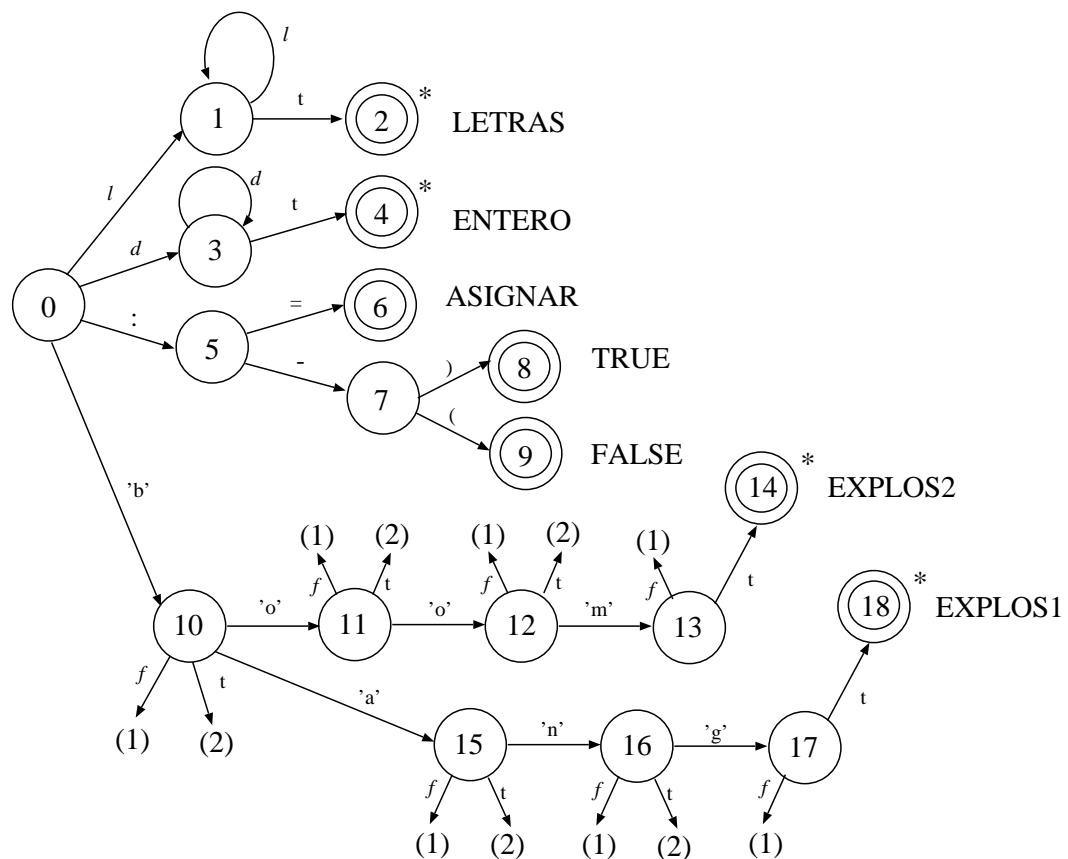 l
1
t
2
*
LETRAS
l
d
3
d
t
4
*
ENTERO
0
:
5
=
6
ASIGNAR
-
7
)
8
TRUE
(
9
FALSE
'b'
14
*
EXPLOS2
(1)
(2)
(1)
(2)
(1)
f
t
f
t
f
t
10
'o'
11
'o'
12
'm'
13
18
*
EXPLOS1
f
t
'a'
t
(1)
(2)
15
'n'
16
'g'
17
f
t
f
t
f
(1)
(2)
(1)
(2)
(1)